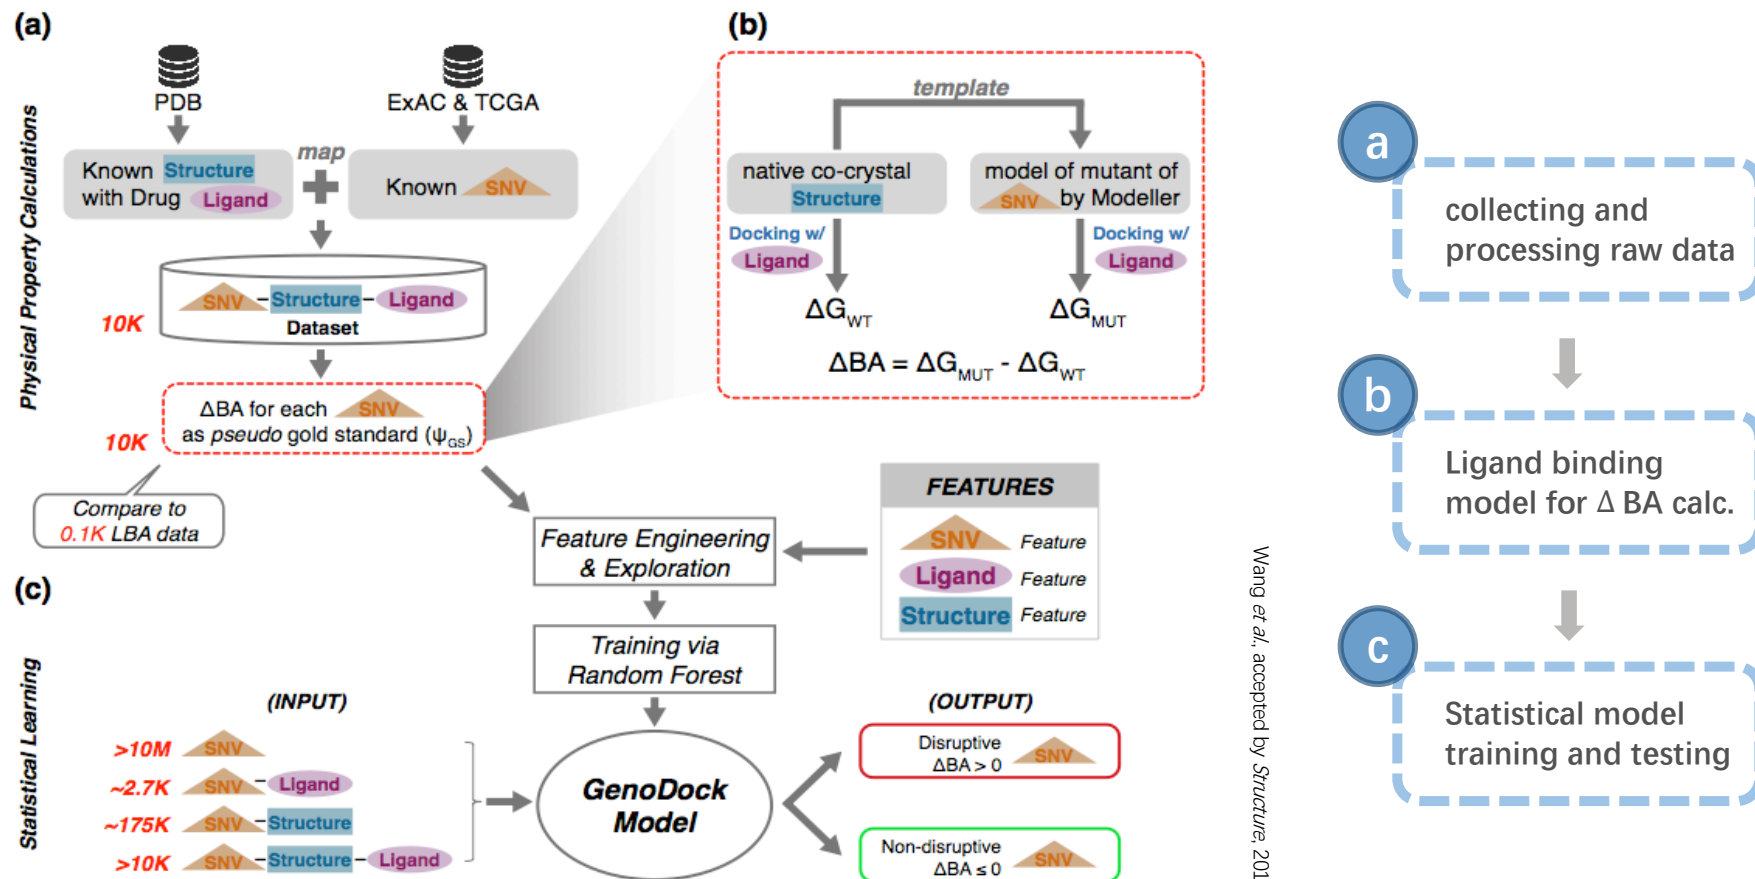 (a)
Physical Property Calculations
PDB
ExAC & TCGA
Known Structure
with Drug Ligand
map
Known SNV
10K
SNV–Structure–Ligand
Dataset
10K
ΔBA for each SNV
as pseudo gold standard (ψGS)
Compare to
0.1K LBA data
(b)
template
native co-crystal
Structure
model of mutant of
SNV by Modeller
Docking w/
Ligand
Docking w/
Ligand
ΔGWT
ΔGMUT
ΔBA = ΔGMUT - ΔGWT
(c)
Statistical Learning
Feature Engineering
& Exploration
FEATURES
SNV Feature
Ligand Feature
Structure Feature
Training via
Random Forest
(INPUT)
>10M SNV
~2.7K SNV–Ligand
~175K SNV–Structure
>10K SNV–Structure–Ligand
GenoDock
Model
(OUTPUT)
Disruptive
ΔBA > 0 SNV
Non-disruptive
ΔBA ≤ 0 SNV
Wang et al., accepted by Structure, 201
a
collecting and
processing raw data
b
Ligand binding
model for Δ BA calc.
c
Statistical model
training and testing